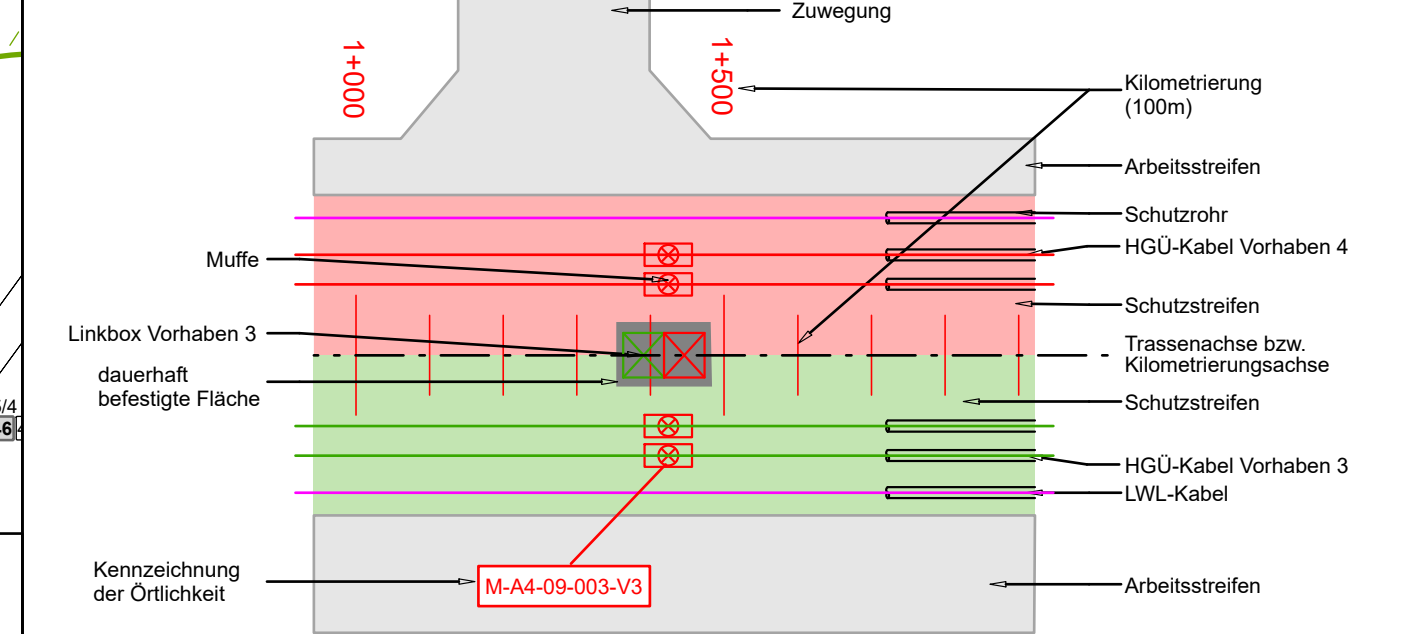 Zuwegung
1+000
1+500
Kilometrierung
(100m)
Arbeitsstreifen
Schutzrohr
HGÜ-Kabel Vorhaben 4
Muffe
Schutzstreifen
Linkbox Vorhaben 3
Trassenachse bzw.
Kilometrierungsachse
dauerhaft
befestigte Fläche
Schutzstreifen
HGÜ-Kabel Vorhaben 3
LWL-Kabel
Kennzeichnung
der Örtlichkeit
M-A4-09-003-V3
Arbeitsstreifen